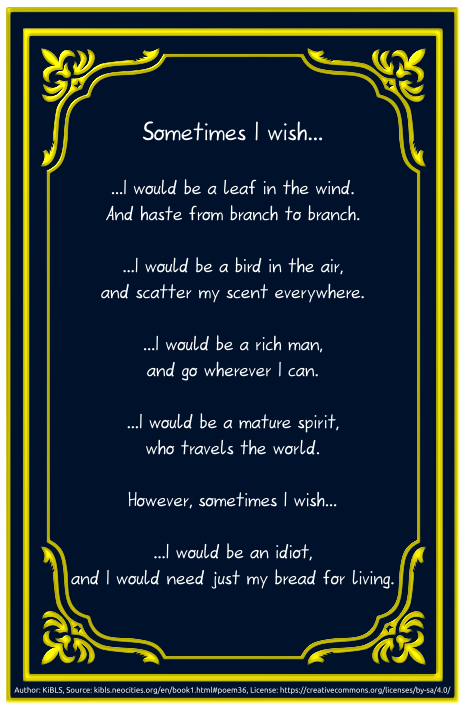 Sometimes I wish...
...I would be a leaf in the wind.
And haste from branch to branch.
...I would be a bird in the air,
and scatter my scent everywhere.
...I would be a rich man,
and go wherever I can.
...I would be a mature spirit,
who travels the world.
However, sometimes I wish...
...I would be an idiot,
and I would need just my bread for living.
Author: KiBLS, Source: kibls.neocities.org/en/book1.html#poem36, License: https://creativecommons.org/licenses/by-sa/4.0/